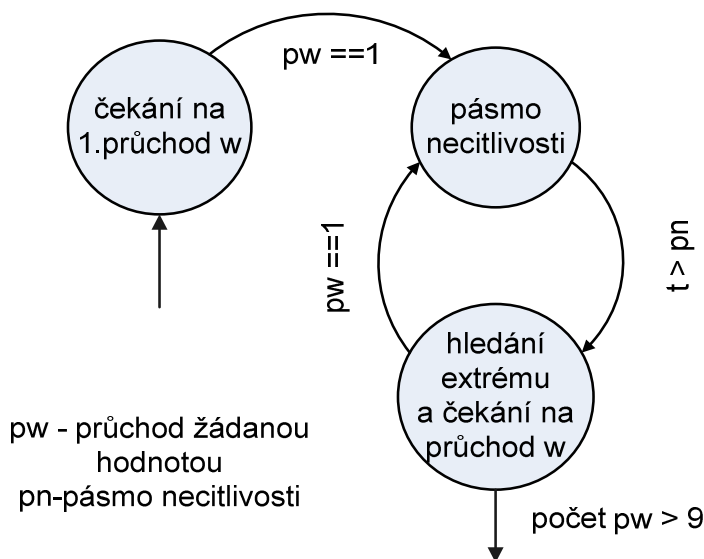 pw ==1
čekání na
1.průchod w
pásmo
necitlivosti
pw ==1
t > pn
hledání
extrému
a čekání na
průchod w
pw - průchod žádanou
hodnotou
pn-pásmo necitlivosti
počet pw > 9